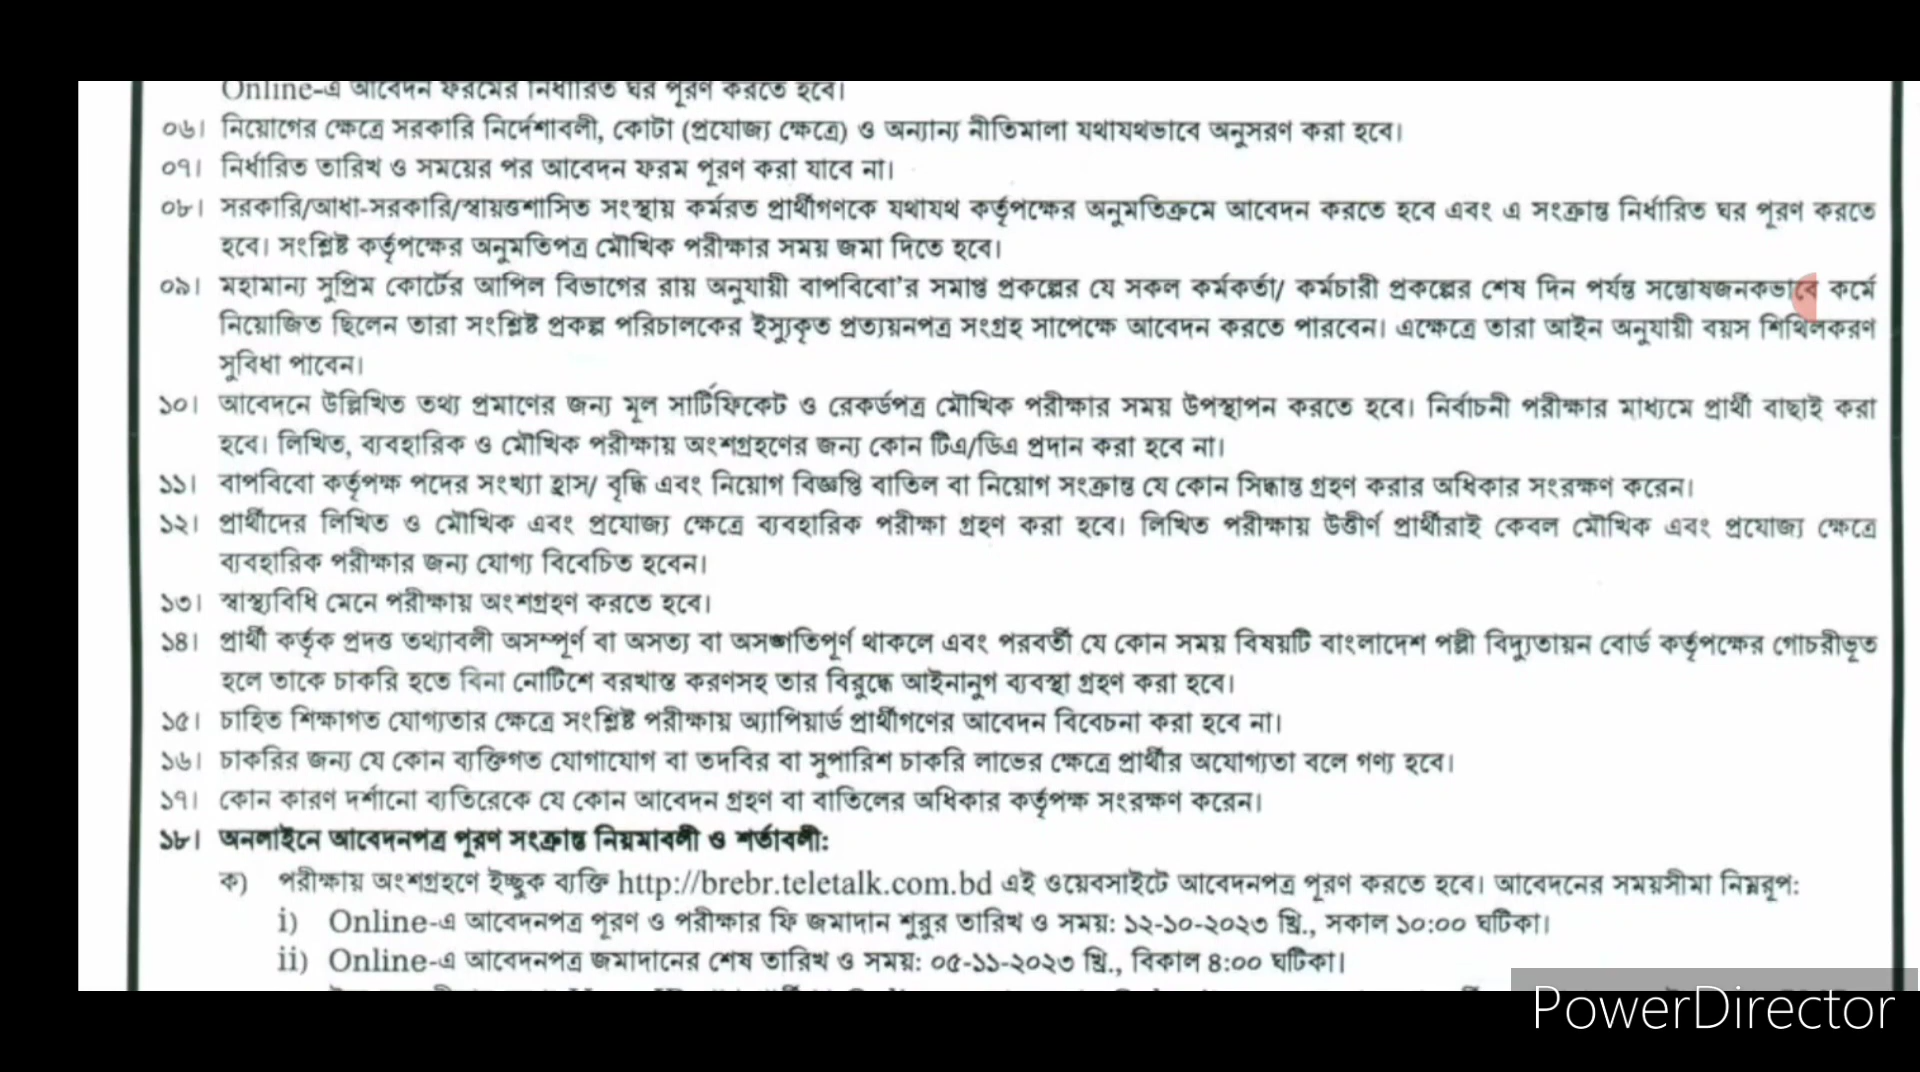 Online-এ আবেদন ফরমের নির্ধারিত ঘর পূরণ করতে হবে।
০৬। নিয়োগের ক্ষেত্রে সরকারি নির্দেশাবলী, কোটা (প্রযোজ্য ক্ষেত্রে) ও অন্যান্য নীতিমালা যথাযথভাবে অনুসরণ করা হবে।
০৭। নির্ধারিত তারিখ ও সময়ের পর আবেদন ফরম পূরণ করা যাবে না।
০৮। সরকারি/আধা-সরকারি/স্বায়ত্তশাসিত সংস্থায় কর্মরত প্রার্থীগণকে যথাযথ কর্তৃপক্ষের অনুমতিক্রমে আবেদন করতে হবে এবং এ সংক্রান্ত নির্ধারিত ঘর পূরণ করতে
হবে। সংশ্লিষ্ট কর্তৃপক্ষের অনুমতিপত্র মৌখিক পরীক্ষার সময় জমা দিতে হবে।
০৯। মহামান্য সুপ্রিম কোর্টের আপিল বিভাগের রায় অনুযায়ী বাপবিবো'র সমাপ্ত প্রকল্পের যে সকল কর্মকর্তা/ কর্মচারী প্রকল্পের শেষ দিন পর্যন্ত সন্তোষজনকভাবে কর্মে
নিয়োজিত ছিলেন তারা সংশ্লিষ্ট প্রকল্প পরিচালকের ইস্যুকৃত প্রত্যয়নপত্র সংগ্রহ সাপেক্ষে আবেদন করতে পারবেন। এক্ষেত্রে তারা আইন অনুযায়ী বয়স শিথিলকরণ
সুবিধা পাবেন।
১০। আবেদনে উল্লিখিত তথ্য প্রমাণের জন্য মূল সার্টিফিকেট ও রেকর্ডপত্র মৌখিক পরীক্ষার সময় উপস্থাপন করতে হবে। নির্বাচনী পরীক্ষার মাধ্যমে প্রার্থী বাছাই করা
হবে। লিখিত, ব্যবহারিক ও মৌখিক পরীক্ষায় অংশগ্রহণের জন্য কোন টিএ/ডিএ প্রদান করা হবে না।
১১। বাপবিবো কর্তৃপক্ষ পদের সংখ্যা হ্রাস/ বৃদ্ধি এবং নিয়োগ বিজ্ঞপ্তি বাতিল বা নিয়োগ সংক্রান্ত যে কোন সিদ্ধান্ত গ্রহণ করার অধিকার সংরক্ষণ করেন।
১২। প্রার্থীদের লিখিত ও মৌখিক এবং প্রযোজ্য ক্ষেত্রে ব্যবহারিক পরীক্ষা গ্রহণ করা হবে। লিখিত পরীক্ষায় উত্তীর্ণ প্রার্থীরাই কেবল মৌখিক এবং প্রযোজ্য ক্ষেত্রে
ব্যবহারিক পরীক্ষার জন্য যোগ্য বিবেচিত হবেন।
১৩। স্বাস্থ্যবিধি মেনে পরীক্ষায় অংশগ্রহণ করতে হবে।
১৪। প্রার্থী কর্তৃক প্রদত্ত তথ্যাবলী অসম্পূর্ণ বা অসত্য বা অসঙ্গতিপূর্ণ থাকলে এবং পরবর্তী যে কোন সময় বিষয়টি বাংলাদেশ পল্লী বিদ্যুতায়ন বোর্ড কর্তৃপক্ষের গোচরীভূত
হলে তাকে চাকরি হতে বিনা নোটিশে বরখাস্ত করণসহ তার বিরুদ্ধে আইনানুগ ব্যবস্থা গ্রহণ করা হবে।
১৫। চাহিত শিক্ষাগত যোগ্যতার ক্ষেত্রে সংশ্লিষ্ট পরীক্ষায় অ্যাপিয়ার্ড প্রার্থীগণের আবেদন বিবেচনা করা হবে না।
১৬। চাকরির জন্য যে কোন ব্যক্তিগত যোগাযোগ বা তদবির বা সুপারিশ চাকরি লাভের ক্ষেত্রে প্রার্থীর অযোগ্যতা বলে গণ্য হবে।
১৭। কোন কারণ দর্শানো ব্যতিরেকে যে কোন আবেদন গ্রহণ বা বাতিলের অধিকার কর্তৃপক্ষ সংরক্ষণ করেন।
১৮। অনলাইনে আবেদনপত্র পূরণ সংক্রান্ত নিয়মাবলী ও শর্তাবলী:
ক) পরীক্ষায় অংশগ্রহণে ইচ্ছুক ব্যক্তি http://brebr.teletalk.com.bd এই ওয়েবসাইটে আবেদনপত্র পূরণ করতে হবে। আবেদনের সময়সীমা নিম্নরূপ:
i) Online-এ আবেদনপত্র পূরণ ও পরীক্ষার ফি জমাদান শুরুর তারিখ ও সময়: ১২-১০-২০২৩ খ্রি., সকাল ১০:০০ ঘটিকা।
ii) Online-এ আবেদনপত্র জমাদানের শেষ তারিখ ও সময়: ০৫-১১-২০২৩ খ্রি., বিকাল ৪:০০ ঘটিকা।
PowerDirector